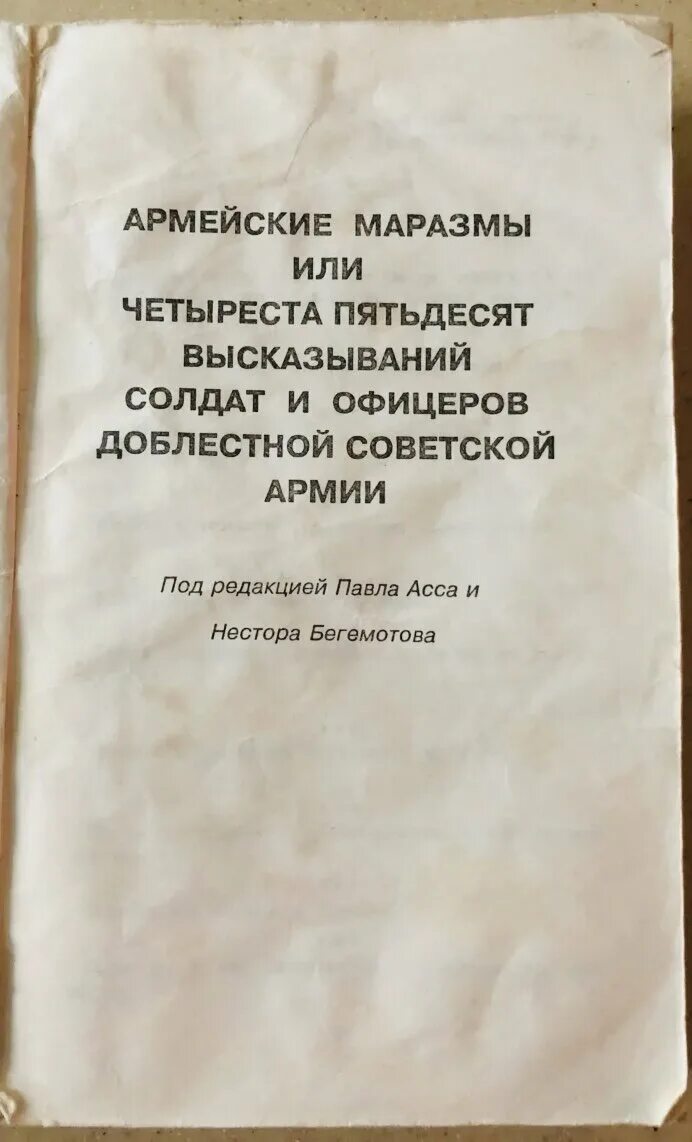 АРМЕЙСКИЕ МАРАЗМЫ
ИЛИ
ЧЕТЫРЕСТА ПЯТЬДЕСЯТ
ВЫСКАЗЫВАНИЙ
СОЛДАТ И ОФИЦЕРОВ
ДОБЛЕСТНОЙ СОВЕТСКОЙ
АРМИИ
Под редакцией Павла Асса и
Нестора Бегемотова